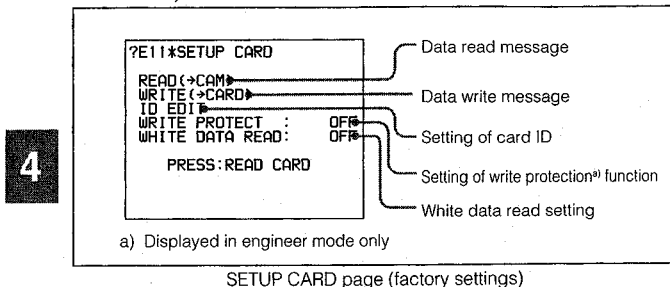 ?E11*SETUP CARD
READ(→CAM)
WRITE(→CARD)
ID EDIT
WRITE PROTECT : OFF
WHITE DATA READ: OFF
PRESS:READ CARD
Data read message
Data write message
Setting of card ID
Setting of write protectionᵃ⁾ function
White data read setting
4
a) Displayed in engineer mode only
SETUP CARD page (factory settings)